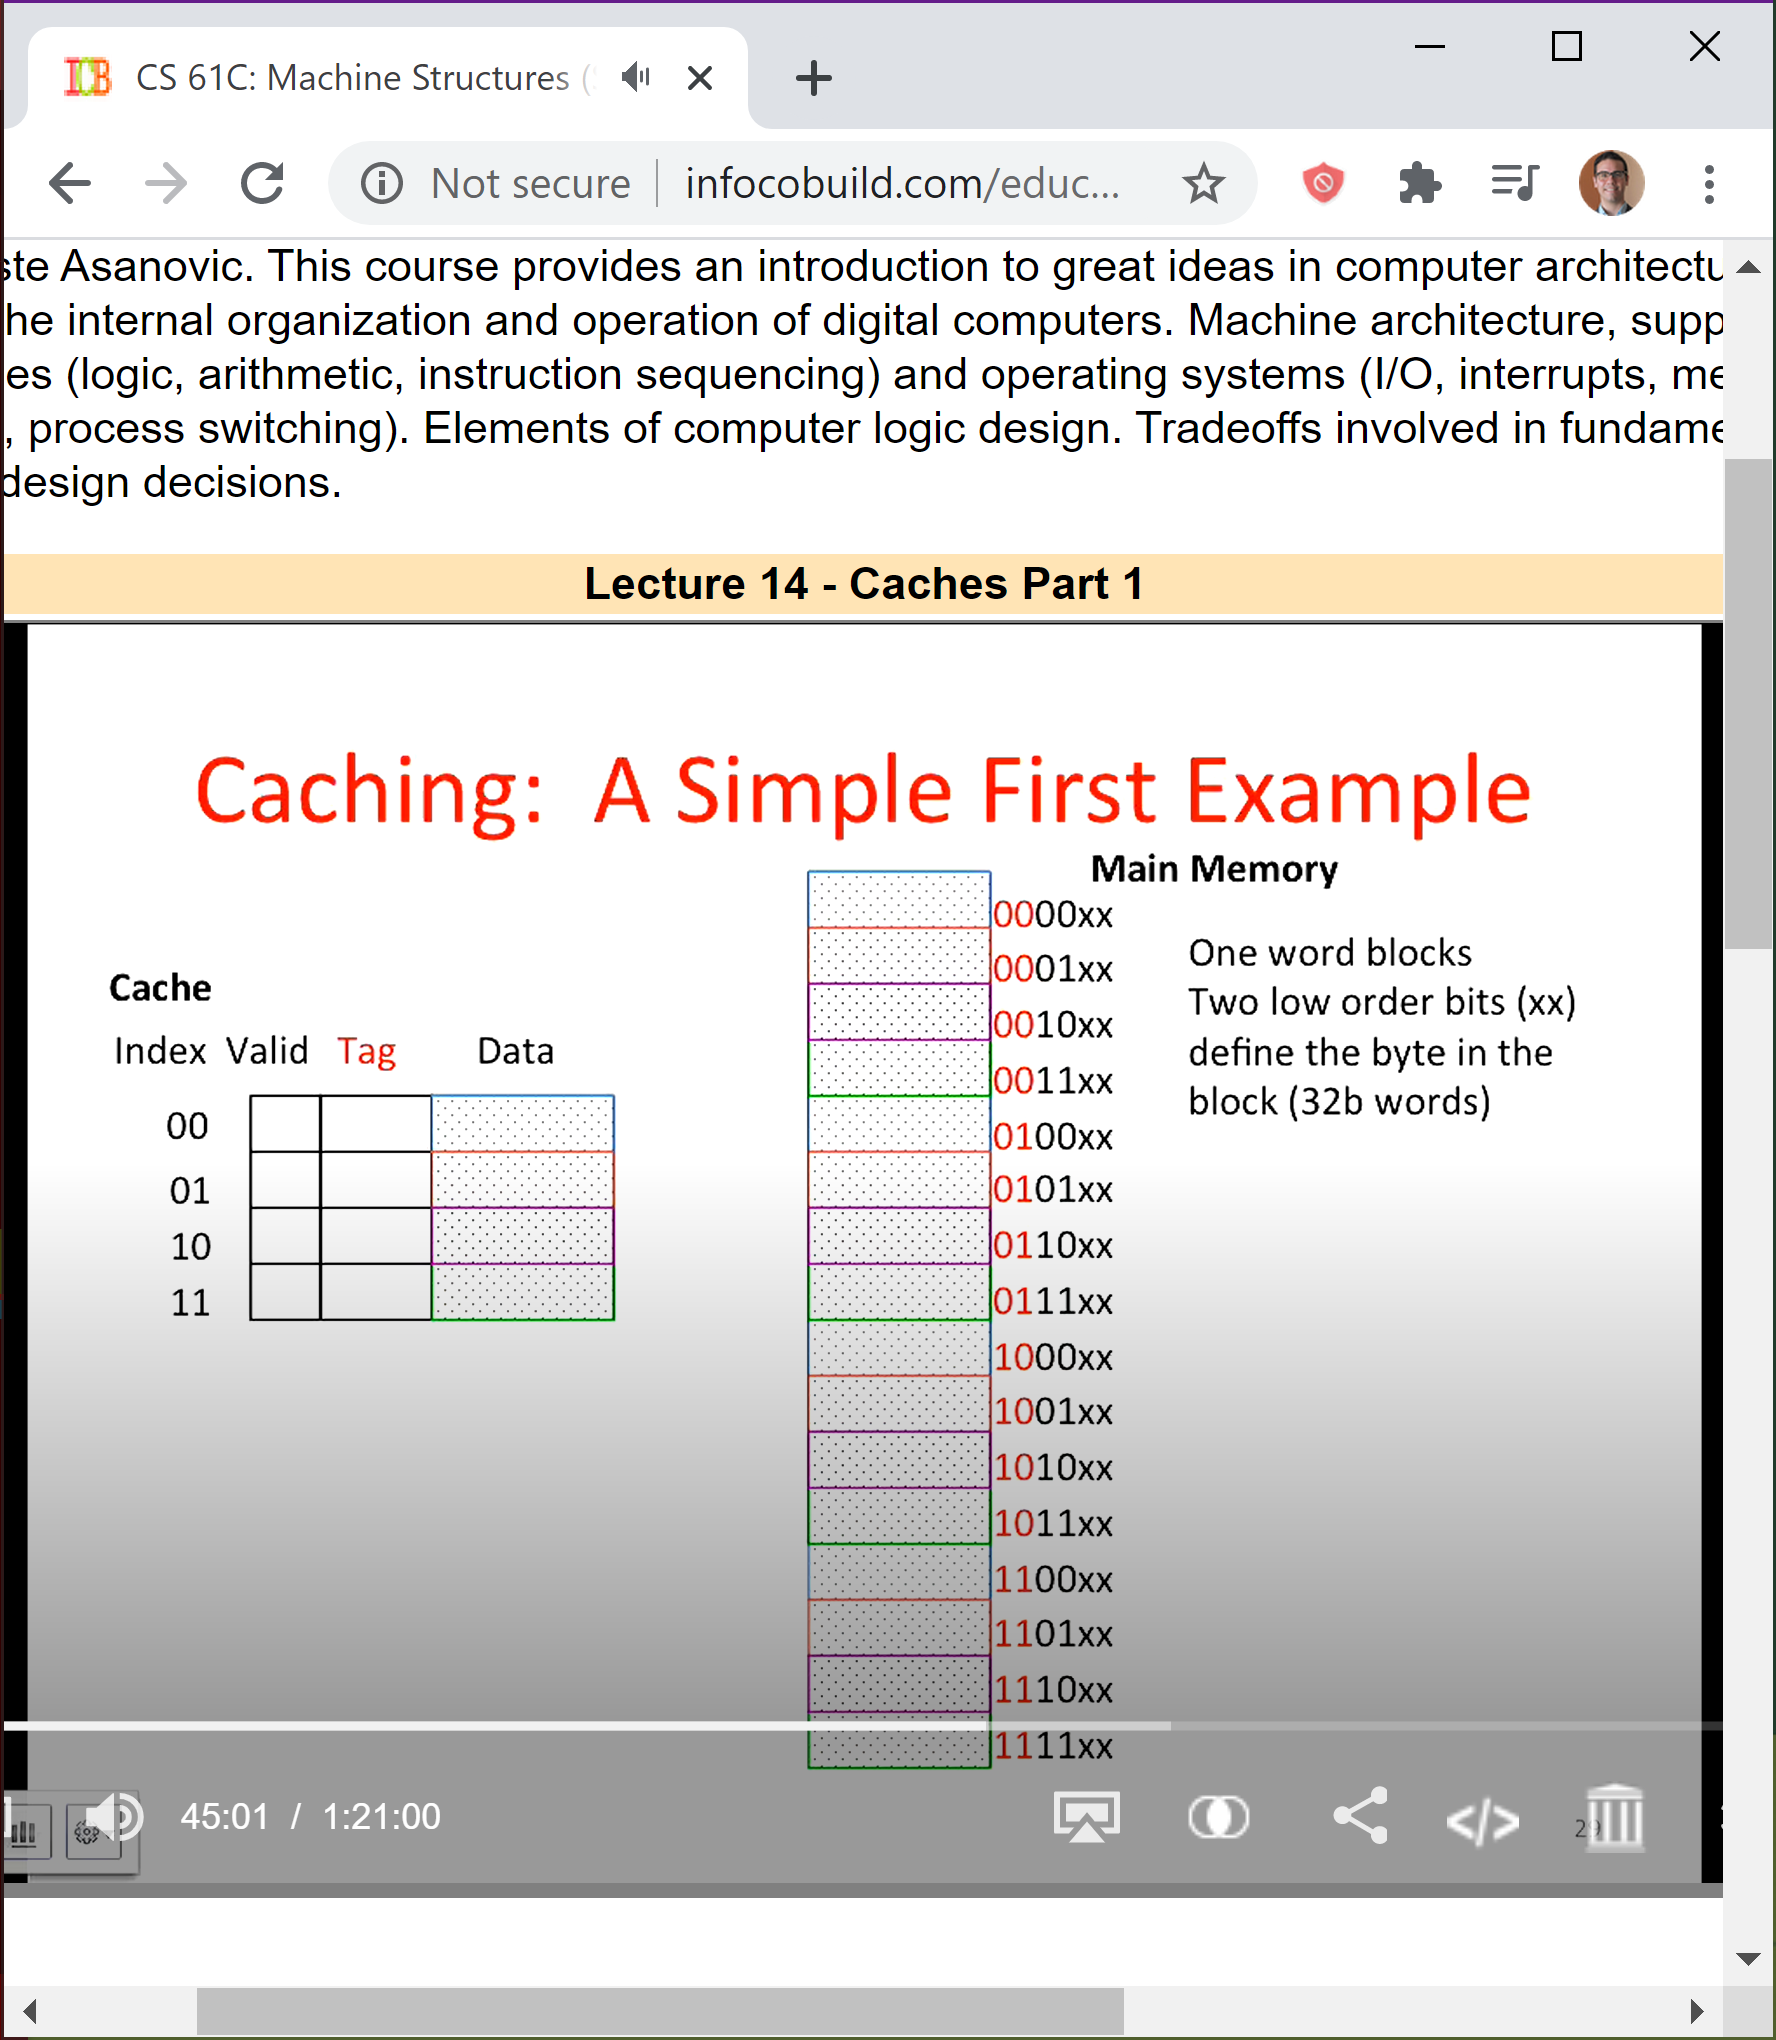 CS 61C: Machine Structures (
Not secure infocobuild.com/educ...
ste Asanovic. This course provides an introduction to great ideas in computer architectu
he internal organization and operation of digital computers. Machine architecture, supp
es (logic, arithmetic, instruction sequencing) and operating systems (I/O, interrupts, me
, process switching). Elements of computer logic design. Tradeoffs involved in fundame
design decisions.
Lecture 14 - Caches Part 1
Caching: A Simple First Example
Main Memory
Cache
Index Valid Tag Data
00
01
10
11
0000xx
0001xx
0010xx
0011xx
0100xx
0101xx
0110xx
0111xx
1000xx
1001xx
1010xx
1011xx
1100xx
1101xx
1110xx
1111xx
One word blocks
Two low order bits (xx)
define the byte in the
block (32b words)
45:01 / 1:21:00
29